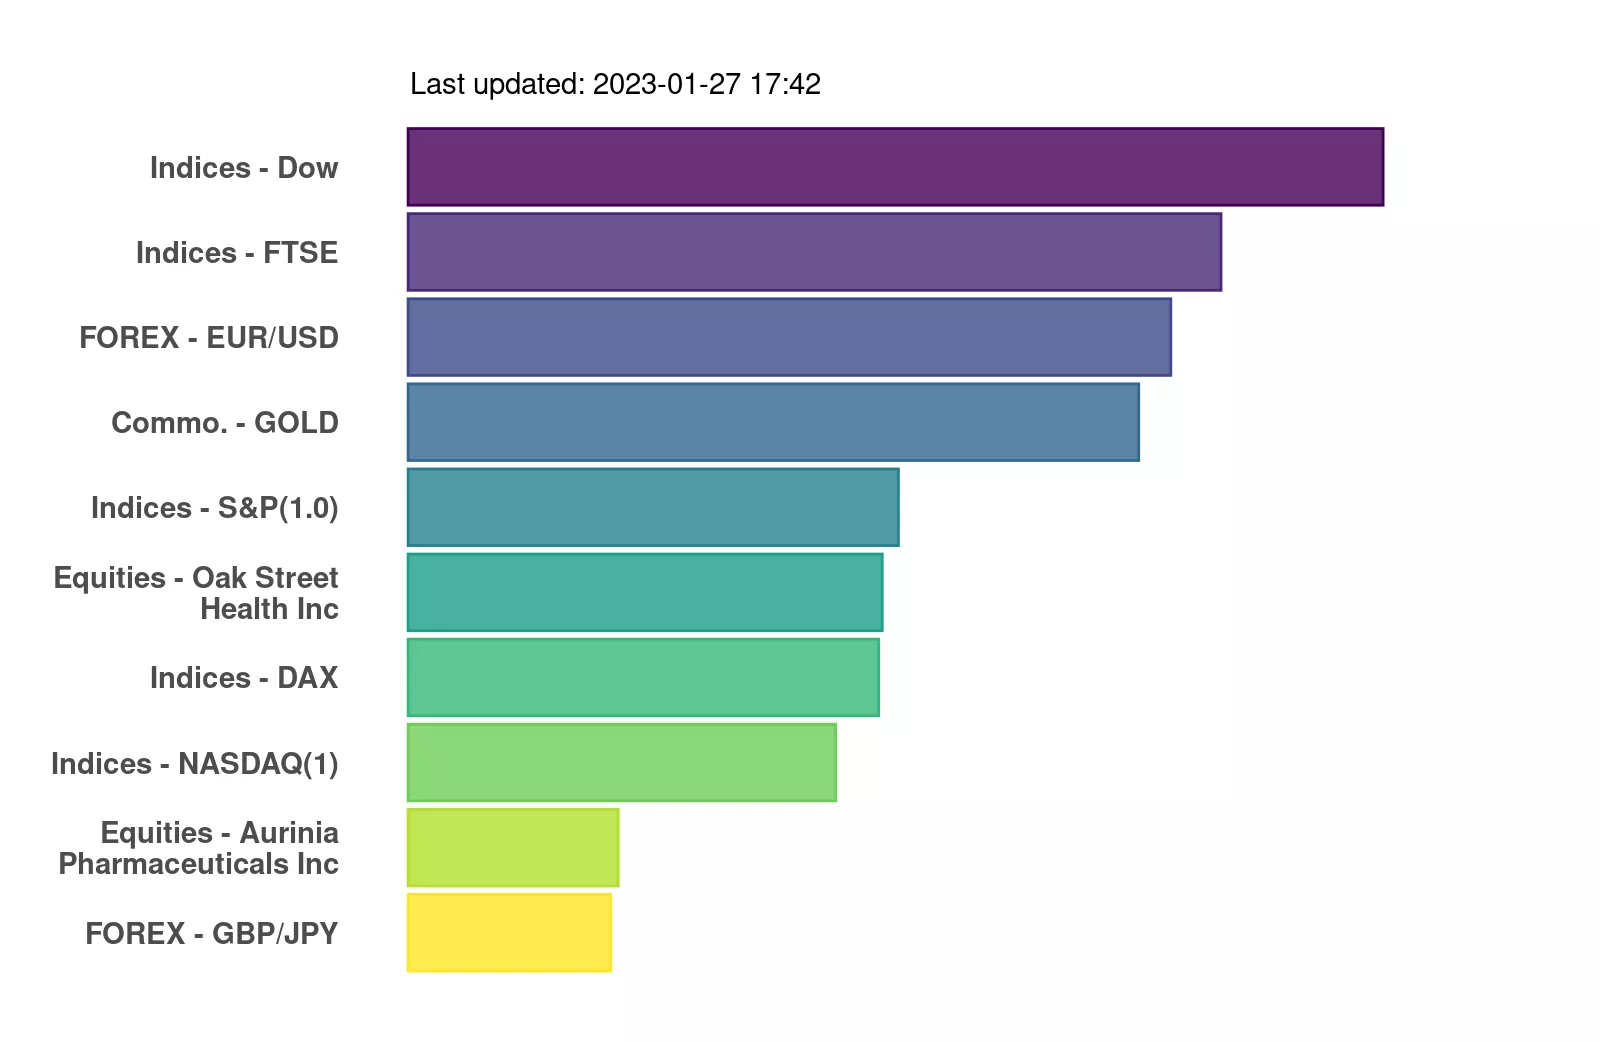 Last updated: 2023-01-27 17:42
Indices - Dow
Indices - FTSE
FOREX - EUR/USD
Commo. - GOLD
Indices - S&P(1.0)
Equities - Oak Street
Health Inc
Indices - DAX
Indices - NASDAQ(1)
Equities - Aurinia
Pharmaceuticals Inc
FOREX - GBP/JPY